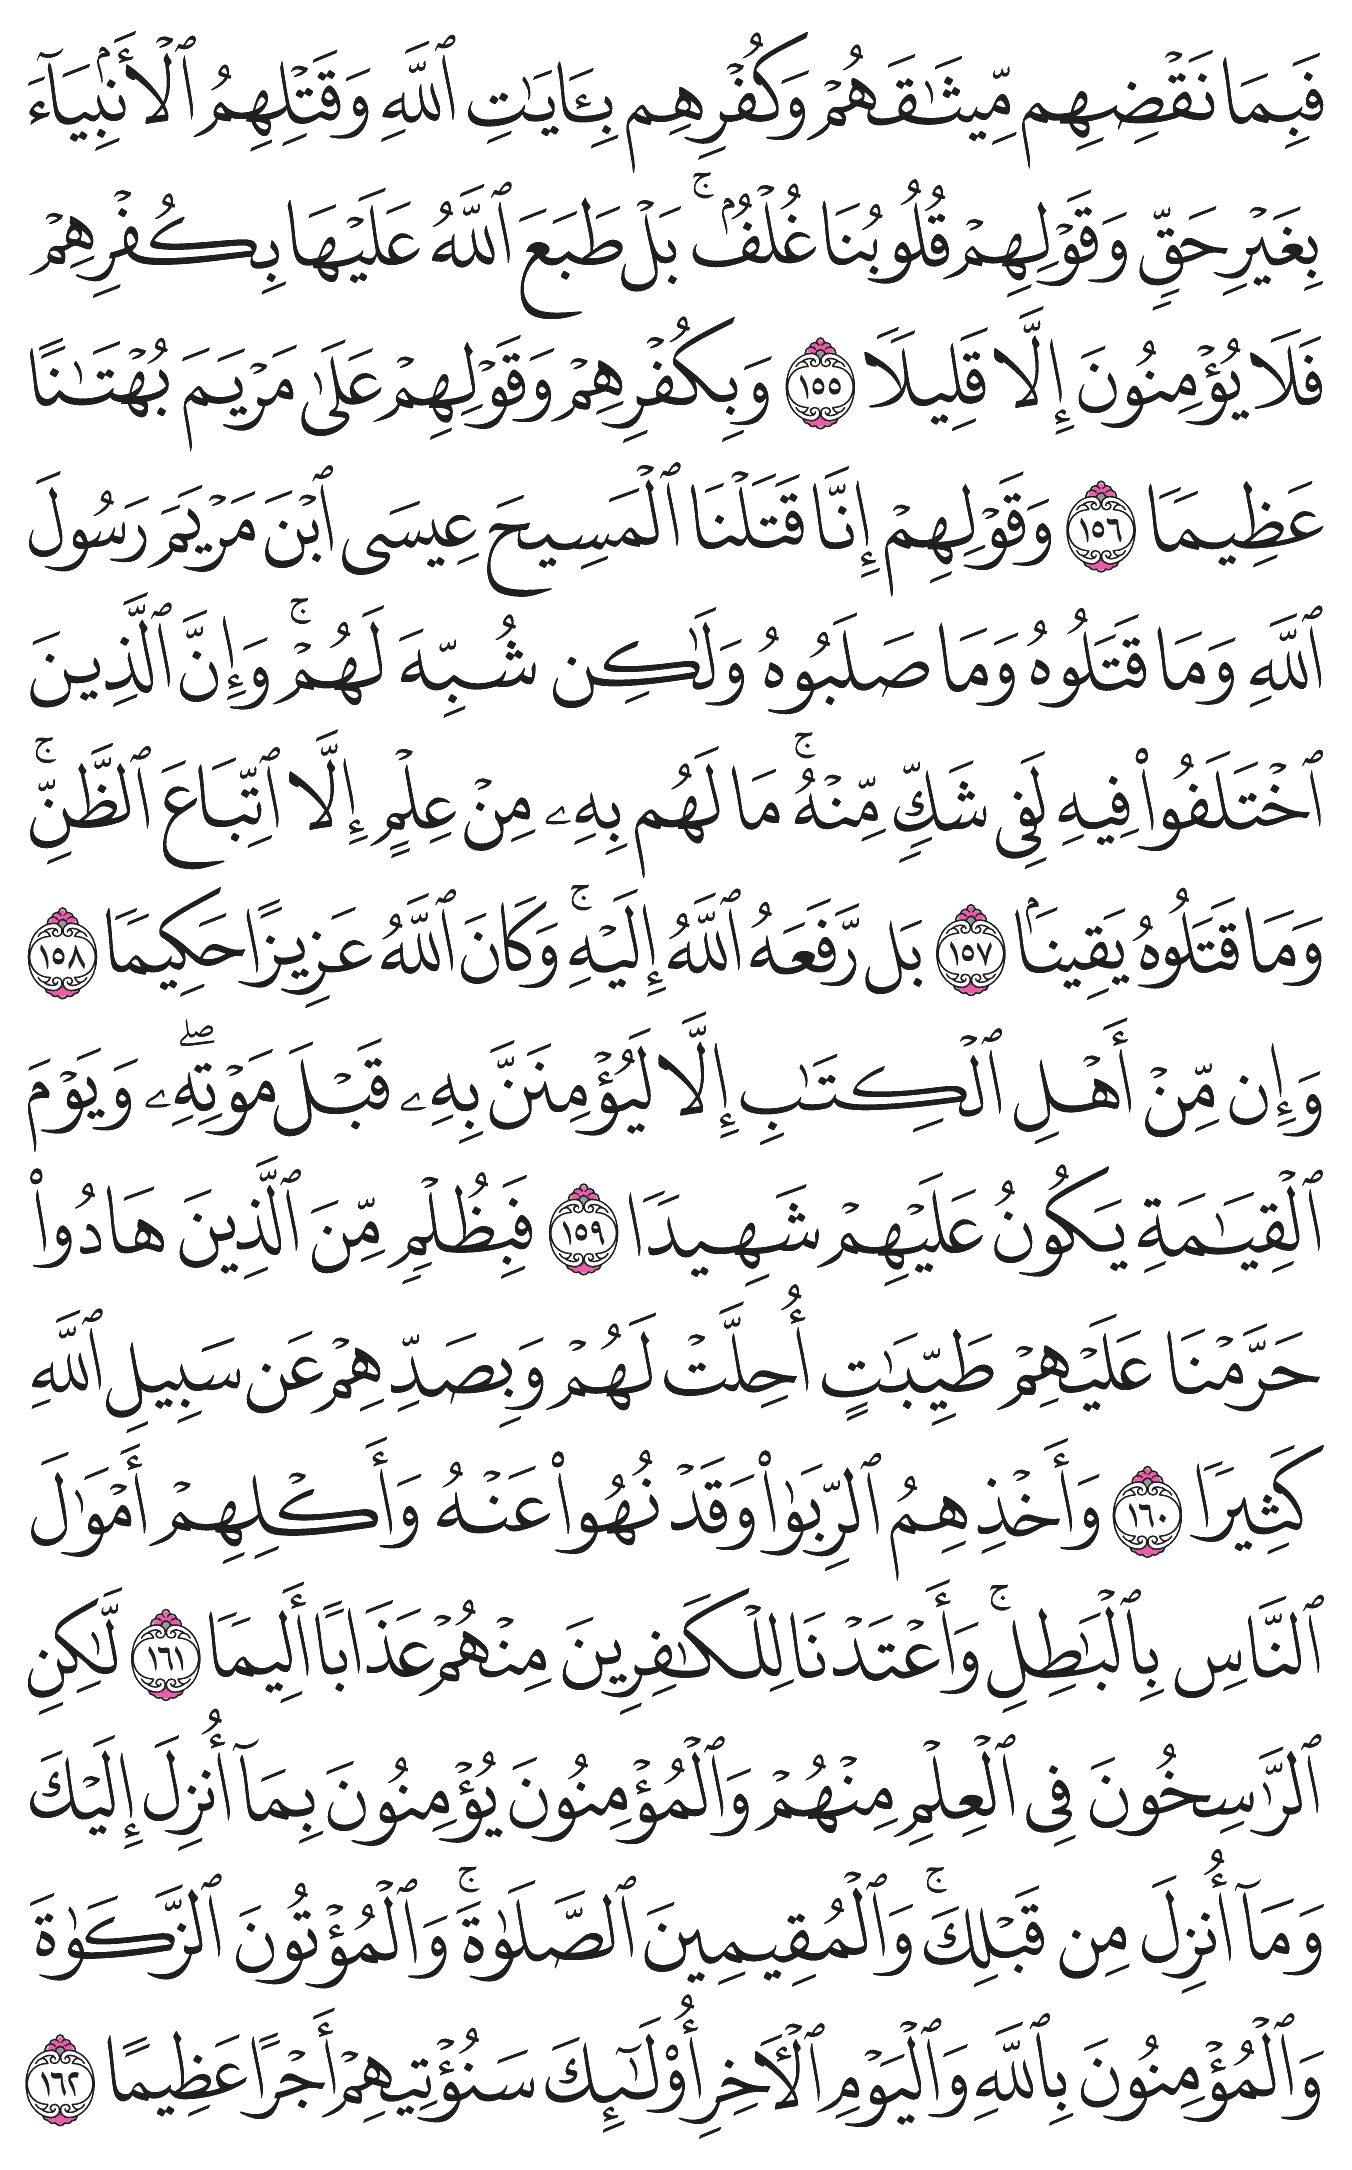 فَبِمَا نَقْضِهِم مِّيثَٰقَهُمْ وَكُفْرِهِم بِـَٔايَٰتِ ٱللَّهِ وَقَتْلِهِمُ ٱلْأَنۢبِيَآءَ
بِغَيْرِ حَقٍّ وَقَوْلِهِمْ قُلُوبُنَا غُلْفٌۢ ۚ بَلْ طَبَعَ ٱللَّهُ عَلَيْهَا بِكُفْرِهِمْ
فَلَا يُؤْمِنُونَ إِلَّا قَلِيلًا ١٥٥ وَبِكُفْرِهِمْ وَقَوْلِهِمْ عَلَىٰ مَرْيَمَ بُهْتَٰنًا
عَظِيمًا ١٥٦ وَقَوْلِهِمْ إِنَّا قَتَلْنَا ٱلْمَسِيحَ عِيسَى ٱبْنَ مَرْيَمَ رَسُولَ
ٱللَّهِ وَمَا قَتَلُوهُ وَمَا صَلَبُوهُ وَلَٰكِن شُبِّهَ لَهُمْ ۚ وَإِنَّ ٱلَّذِينَ
ٱخْتَلَفُوا۟ فِيهِ لَفِى شَكٍّ مِّنْهُ ۚ مَا لَهُم بِهِۦ مِنْ عِلْمٍ إِلَّا ٱتِّبَاعَ ٱلظَّنِّ ۚ
وَمَا قَتَلُوهُ يَقِينًۢا ١٥٧ بَل رَّفَعَهُ ٱللَّهُ إِلَيْهِ ۚ وَكَانَ ٱللَّهُ عَزِيزًا حَكِيمًا ١٥٨
وَإِن مِّنْ أَهْلِ ٱلْكِتَٰبِ إِلَّا لَيُؤْمِنَنَّ بِهِۦ قَبْلَ مَوْتِهِۦ ۖ وَيَوْمَ
ٱلْقِيَٰمَةِ يَكُونُ عَلَيْهِمْ شَهِيدًا ١٥٩ فَبِظُلْمٍ مِّنَ ٱلَّذِينَ هَادُوا۟
حَرَّمْنَا عَلَيْهِمْ طَيِّبَٰتٍ أُحِلَّتْ لَهُمْ وَبِصَدِّهِمْ عَن سَبِيلِ ٱللَّهِ
كَثِيرًا ١٦٠ وَأَخْذِهِمُ ٱلرِّبَوٰا۟ وَقَدْ نُهُوا۟ عَنْهُ وَأَكْلِهِمْ أَمْوَٰلَ
ٱلنَّاسِ بِٱلْبَٰطِلِ ۚ وَأَعْتَدْنَا لِلْكَٰفِرِينَ مِنْهُمْ عَذَابًا أَلِيمًا ١٦١ لَّٰكِنِ
ٱلرَّٰسِخُونَ فِى ٱلْعِلْمِ مِنْهُمْ وَٱلْمُؤْمِنُونَ يُؤْمِنُونَ بِمَآ أُنزِلَ إِلَيْكَ
وَمَآ أُنزِلَ مِن قَبْلِكَ ۚ وَٱلْمُقِيمِينَ ٱلصَّلَوٰةَ ۚ وَٱلْمُؤْتُونَ ٱلزَّكَوٰةَ
وَٱلْمُؤْمِنُونَ بِٱللَّهِ وَٱلْيَوْمِ ٱلْـَٔاخِرِ أُو۟لَٰٓئِكَ سَنُؤْتِيهِمْ أَجْرًا عَظِيمًا ١٦٢